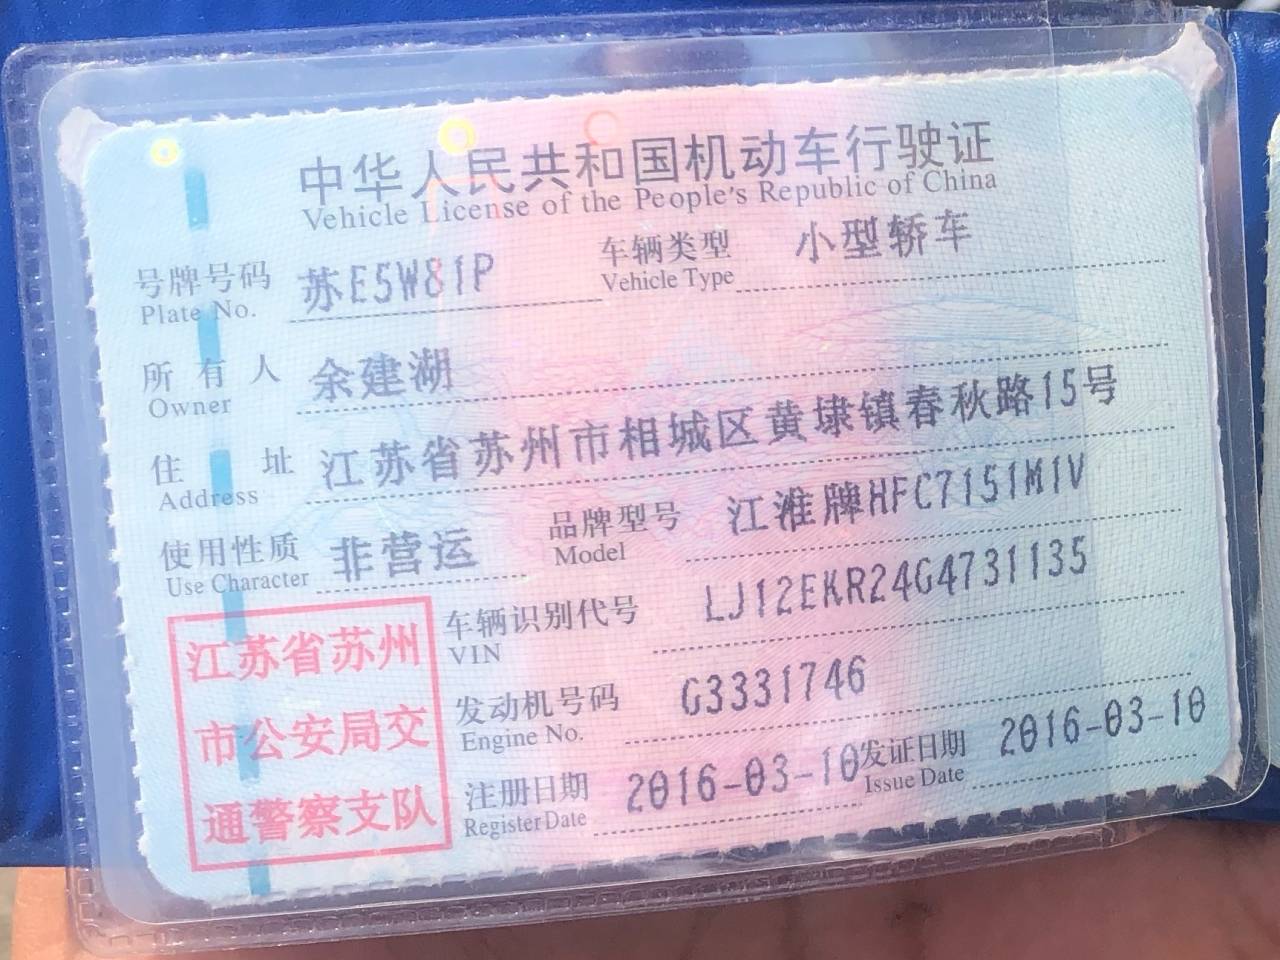 中华人民共和国机动车行驶证
Vehicle License of the People's Republic of China
号牌号码 苏E5W81P 车辆类型 小型轿车
Plate No. Vehicle Type
所有人 余建湖
Owner
住址 江苏省苏州市相城区黄埭镇春秋路15号
Address
使用性质 非营运 品牌型号 江淮牌HFC7151M1V
Use Character Model
江苏省苏州
市公安局交
通警察支队
车辆识别代号 LJ12EKR24G4731135
VIN
发动机号码 G3331746
Engine No.
注册日期 2016-03-10 发证日期 2016-03-10
Register Date Issue Date